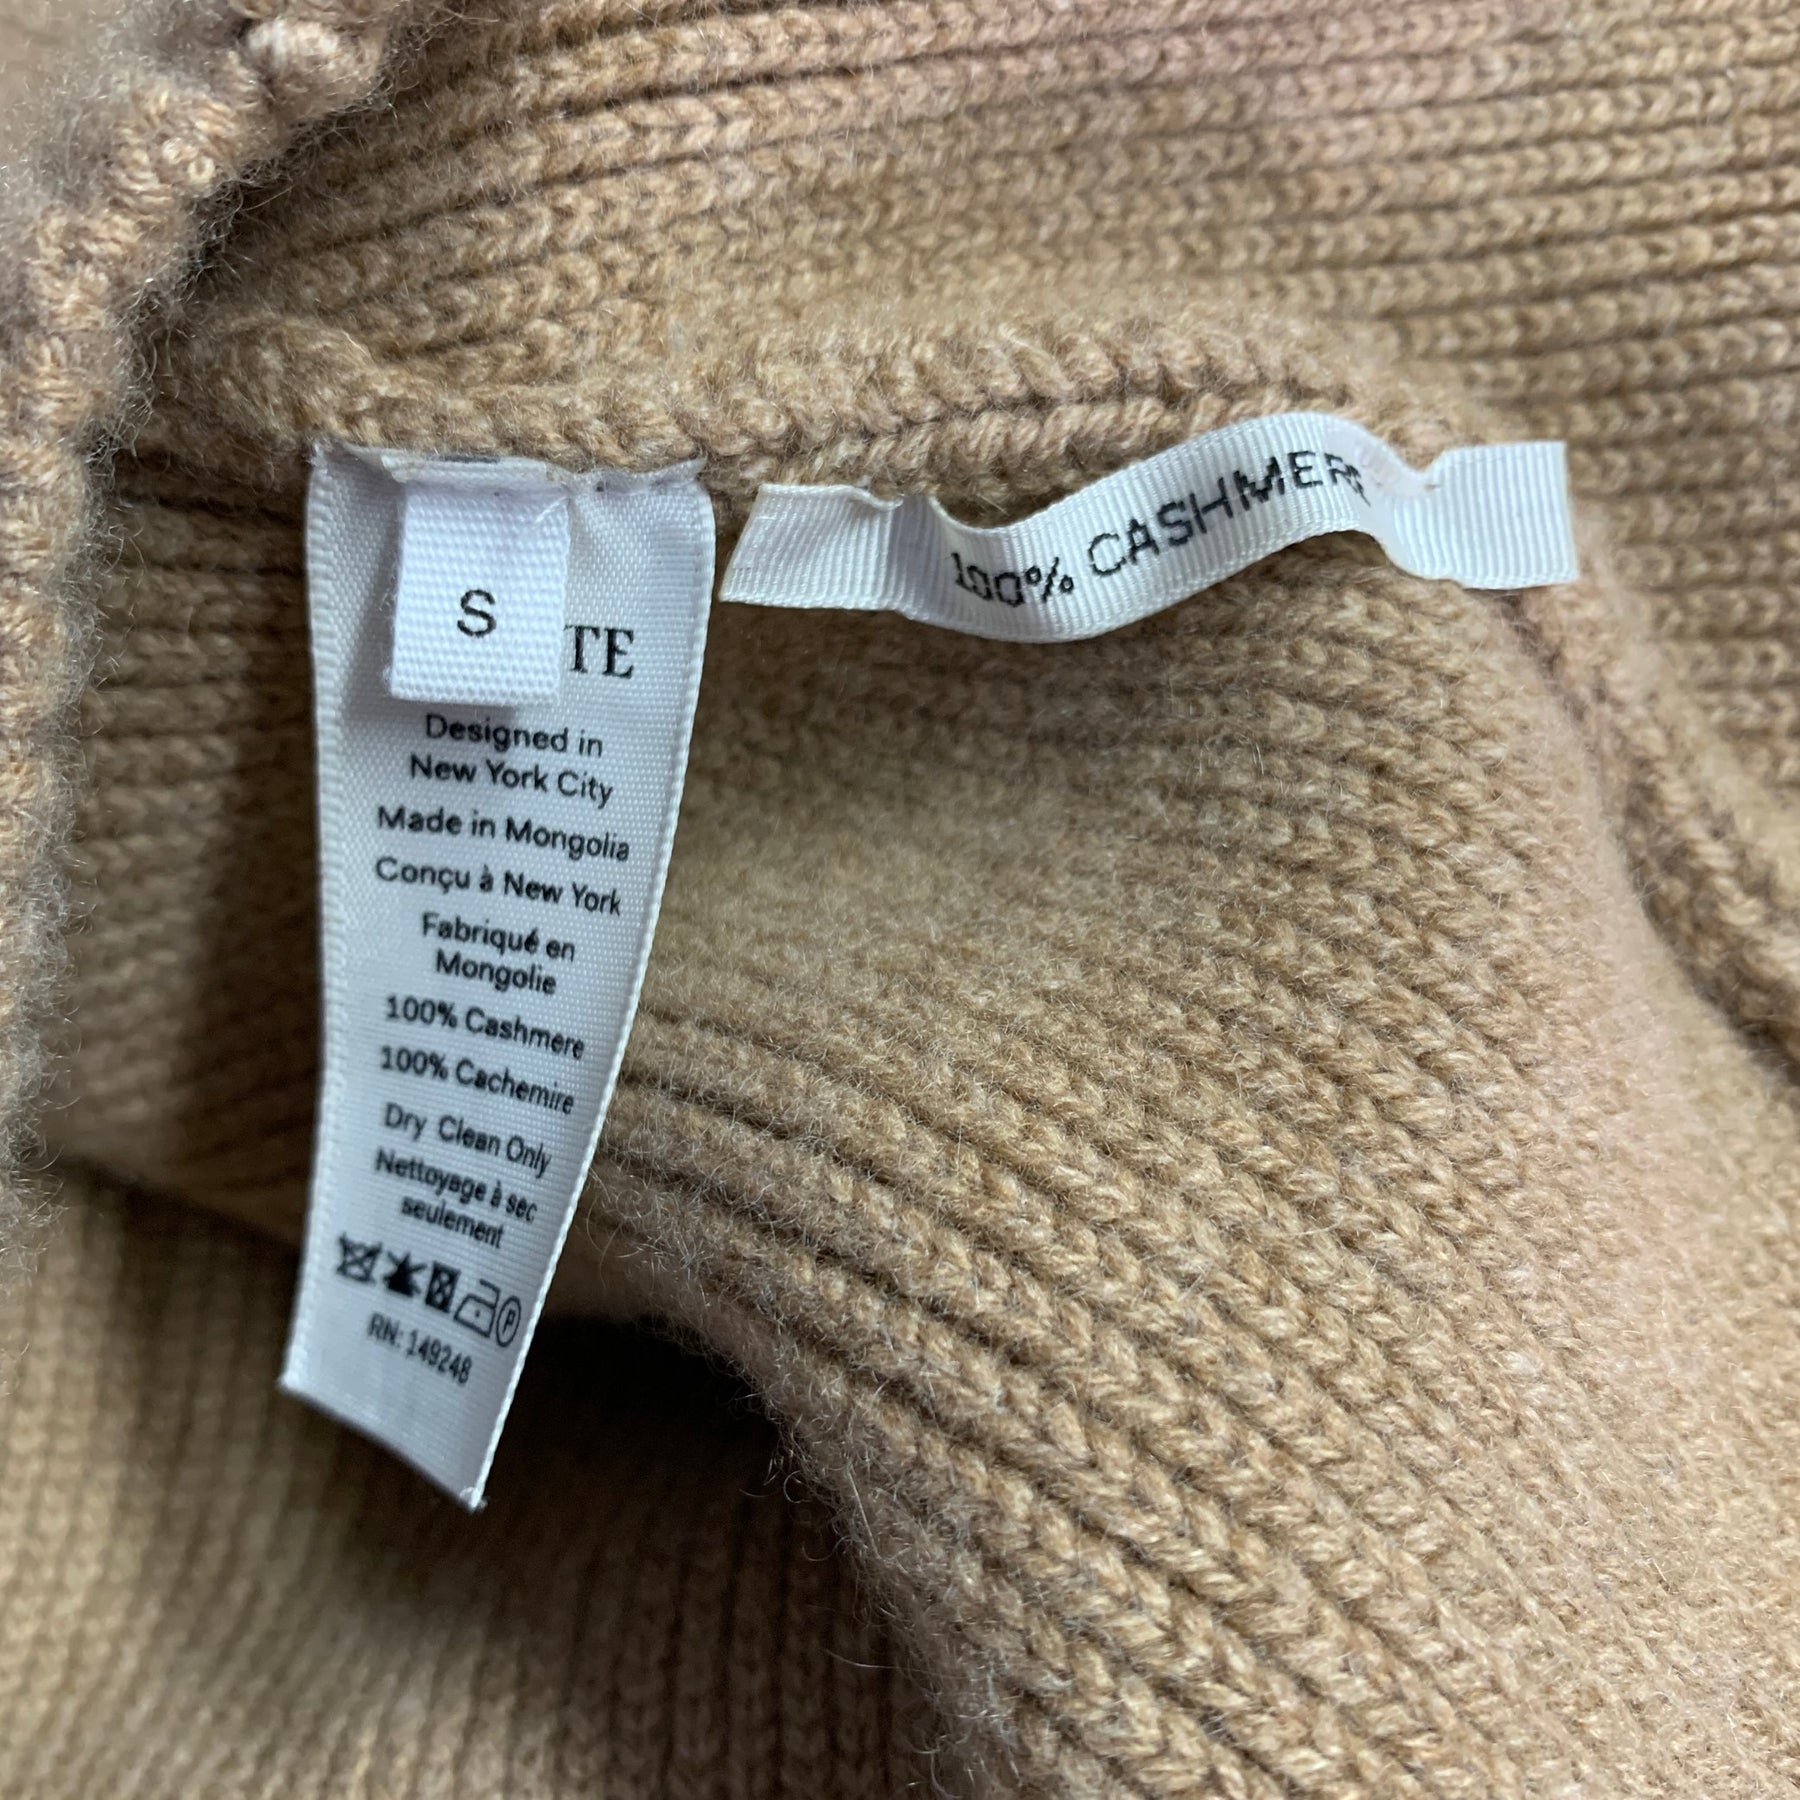 S
TE
Designed in
New York City
Made in Mongolia
Conçu à New York
Fabriqué en
Mongolie
100% Cashmere
100% Cachemire
Dry Clean Only
Nettoyage à sec
seulement
P
RN: 149248
100% CASHMERE